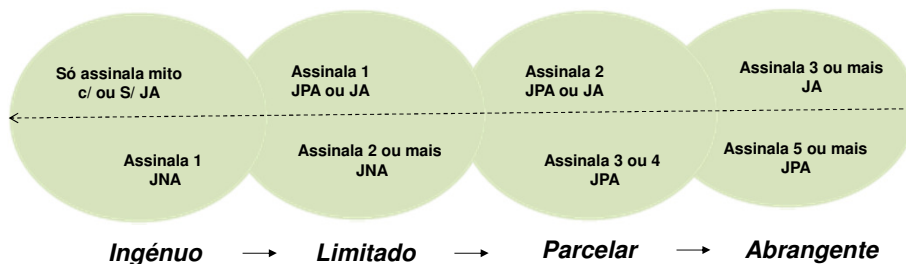 Só assinala mito
c/ ou S/ JA
Assinala 1
JNA
Assinala 1
JPA ou JA
Assinala 2 ou mais
JNA
Assinala 2
JPA ou JA
Assinala 3 ou 4
JPA
Assinala 3 ou mais
JA
Assinala 5 ou mais
JPA
Ingénuo → Limitado → Parcelar → Abrangente